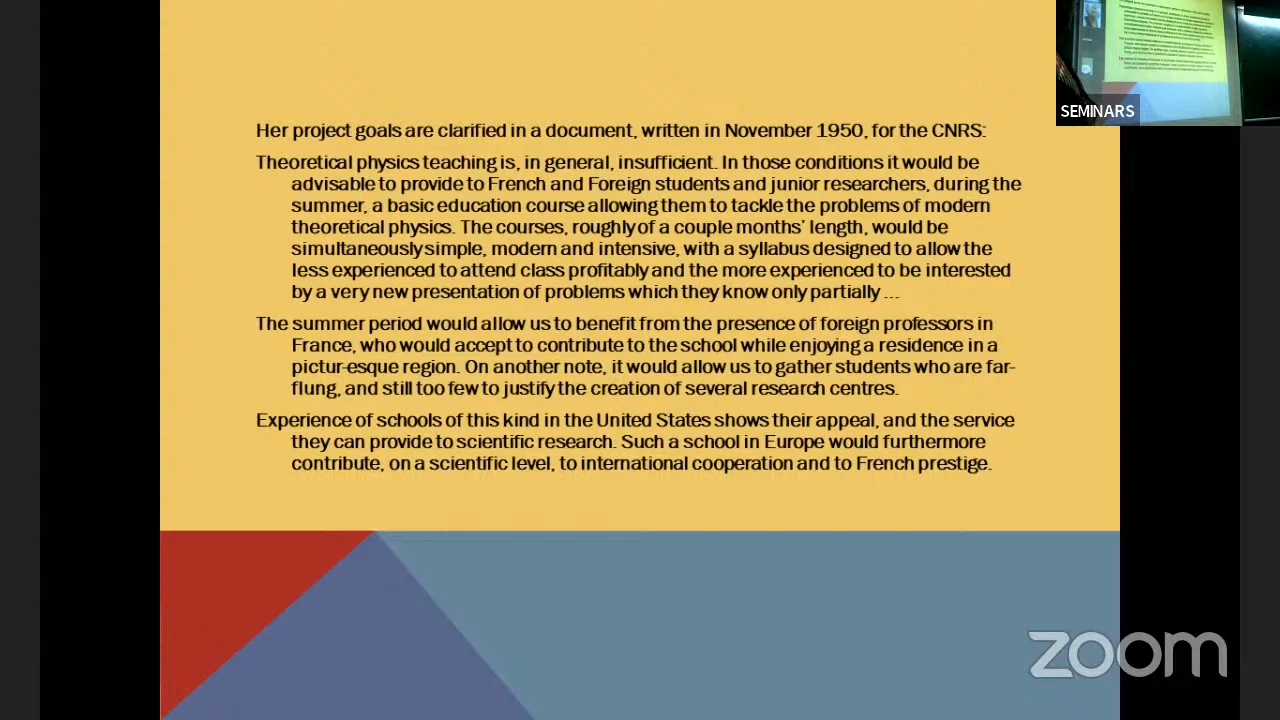 Her project goals are clarified in a document, written in November 1950, for the CNRS:
Theoretical physics teaching is, in general, insufficient. In those conditions it would be
advisable to provide to French and Foreign students and junior researchers, during the
summer, a basic education course allowing them to tackle the problems of modern
theoretical physics. The courses, roughly of a couple months' length, would be
simultaneously simple, modern and intensive, with a syllabus designed to allow the
less experienced to attend class profitably and the more experienced to be interested
by a very new presentation of problems which they know only partially ...
The summer period would allow us to benefit from the presence of foreign professors in
France, who would accept to contribute to the school while enjoying a residence in a
pictur-esque region. On another note, it would allow us to gather students who are far-
flung, and still too few to justify the creation of several research centres.
Experience of schools of this kind in the United States shows their appeal, and the service
they can provide to scientific research. Such a school in Europe would furthermore
contribute, on a scientific level, to international cooperation and to French prestige.
SEMINARS
zoom